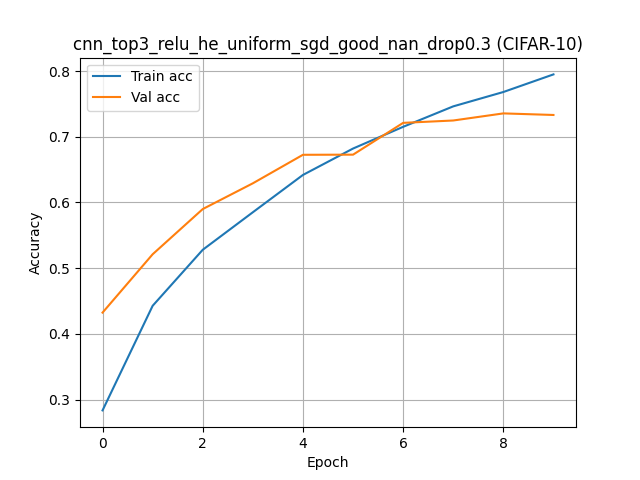 cnn_top3_relu_he_uniform_sgd_good_nan_drop0.3 (CIFAR-10)
Train acc
Val acc
0.8
0.7
0.6
0.5
0.4
0.3
Accuracy
0 2 4 6 8
Epoch